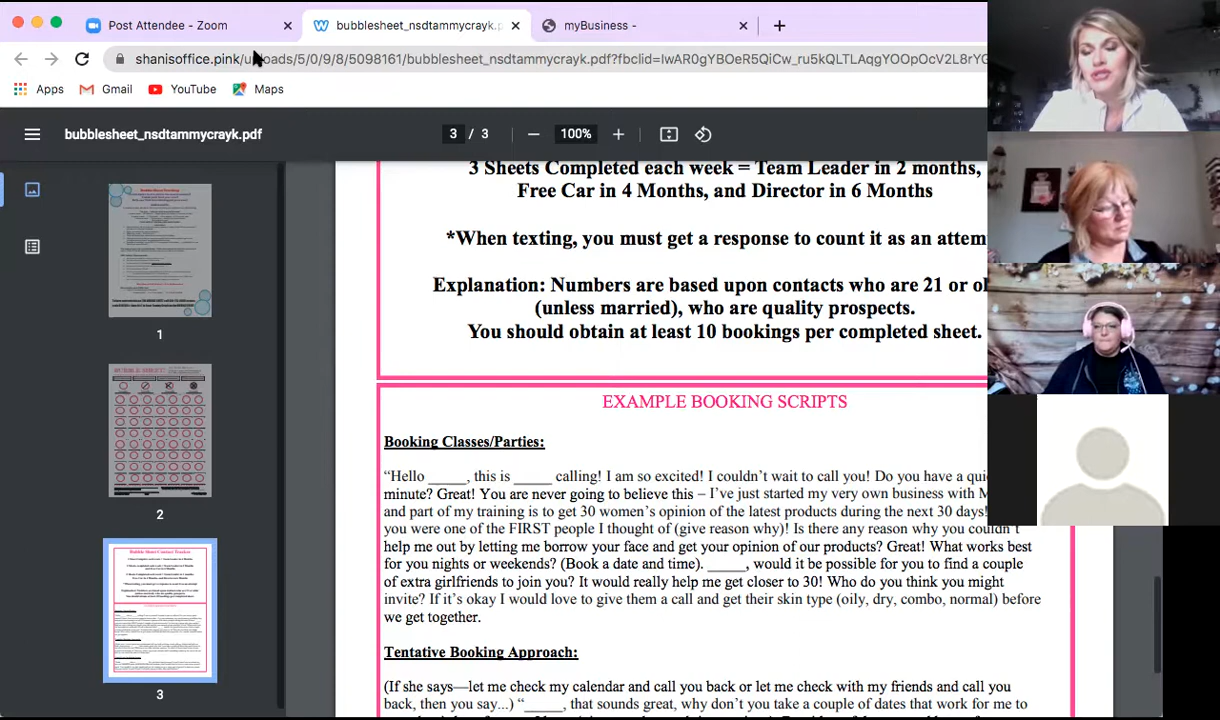 Post Attendee - Zoom
bubblesheet_nsdtammycrayk.p
myBusiness -
shanisoffice.pink/uploads/5/0/9/8/5098161/bubblesheet_nsdtammycrayk.pdf?fbclid=IwAR0gYBOeR5QiCw_ru5kQLTLAqgYOOpOcV2L8rYG
Apps
Gmail
YouTube
Maps
bubblesheet_nsdtammycrayk.pdf
3 / 3
100%
3 Sheets Completed each week = Team Leader in 2 months,
Free Car in 4 Months, and Director in 6 Months
*When texting, you must get a response to count it as an attem
Explanation: Numbers are based upon contacts who are 21 or ol
(unless married), who are quality prospects.
You should obtain at least 10 bookings per completed sheet.
EXAMPLE BOOKING SCRIPTS
Booking Classes/Parties:
“Hello _____, this is _____ calling! I am so excited! I couldn’t wait to call you! Do you have a quic
minute? Great! You are never going to believe this – I’ve just started my very own business with M
and part of my training is to get 30 women’s opinion of the latest products during the next 30 days!
you were one of the FIRST people I thought of (give reason why)! Is there any reason why you couldn’t
help me out by letting me borrow your face and get your opinion of our products? Great! What works best
for you nights or weekends? (Book a date and time). _____, would it be possible for you to find a couple
of extra girlfriends to join you? It would really help me get closer to 30! Who do you think you might
invite? If it’s okay I would love to give them a call and get their skin type (oily, dry, combo, normal) before
we get together.
Tentative Booking Approach:
(If she says—let me check my calendar and call you back or let me check with my friends and call you
back, then you say...) “_____, that sounds great, why don’t you take a couple of dates that work for me to
1
2
3